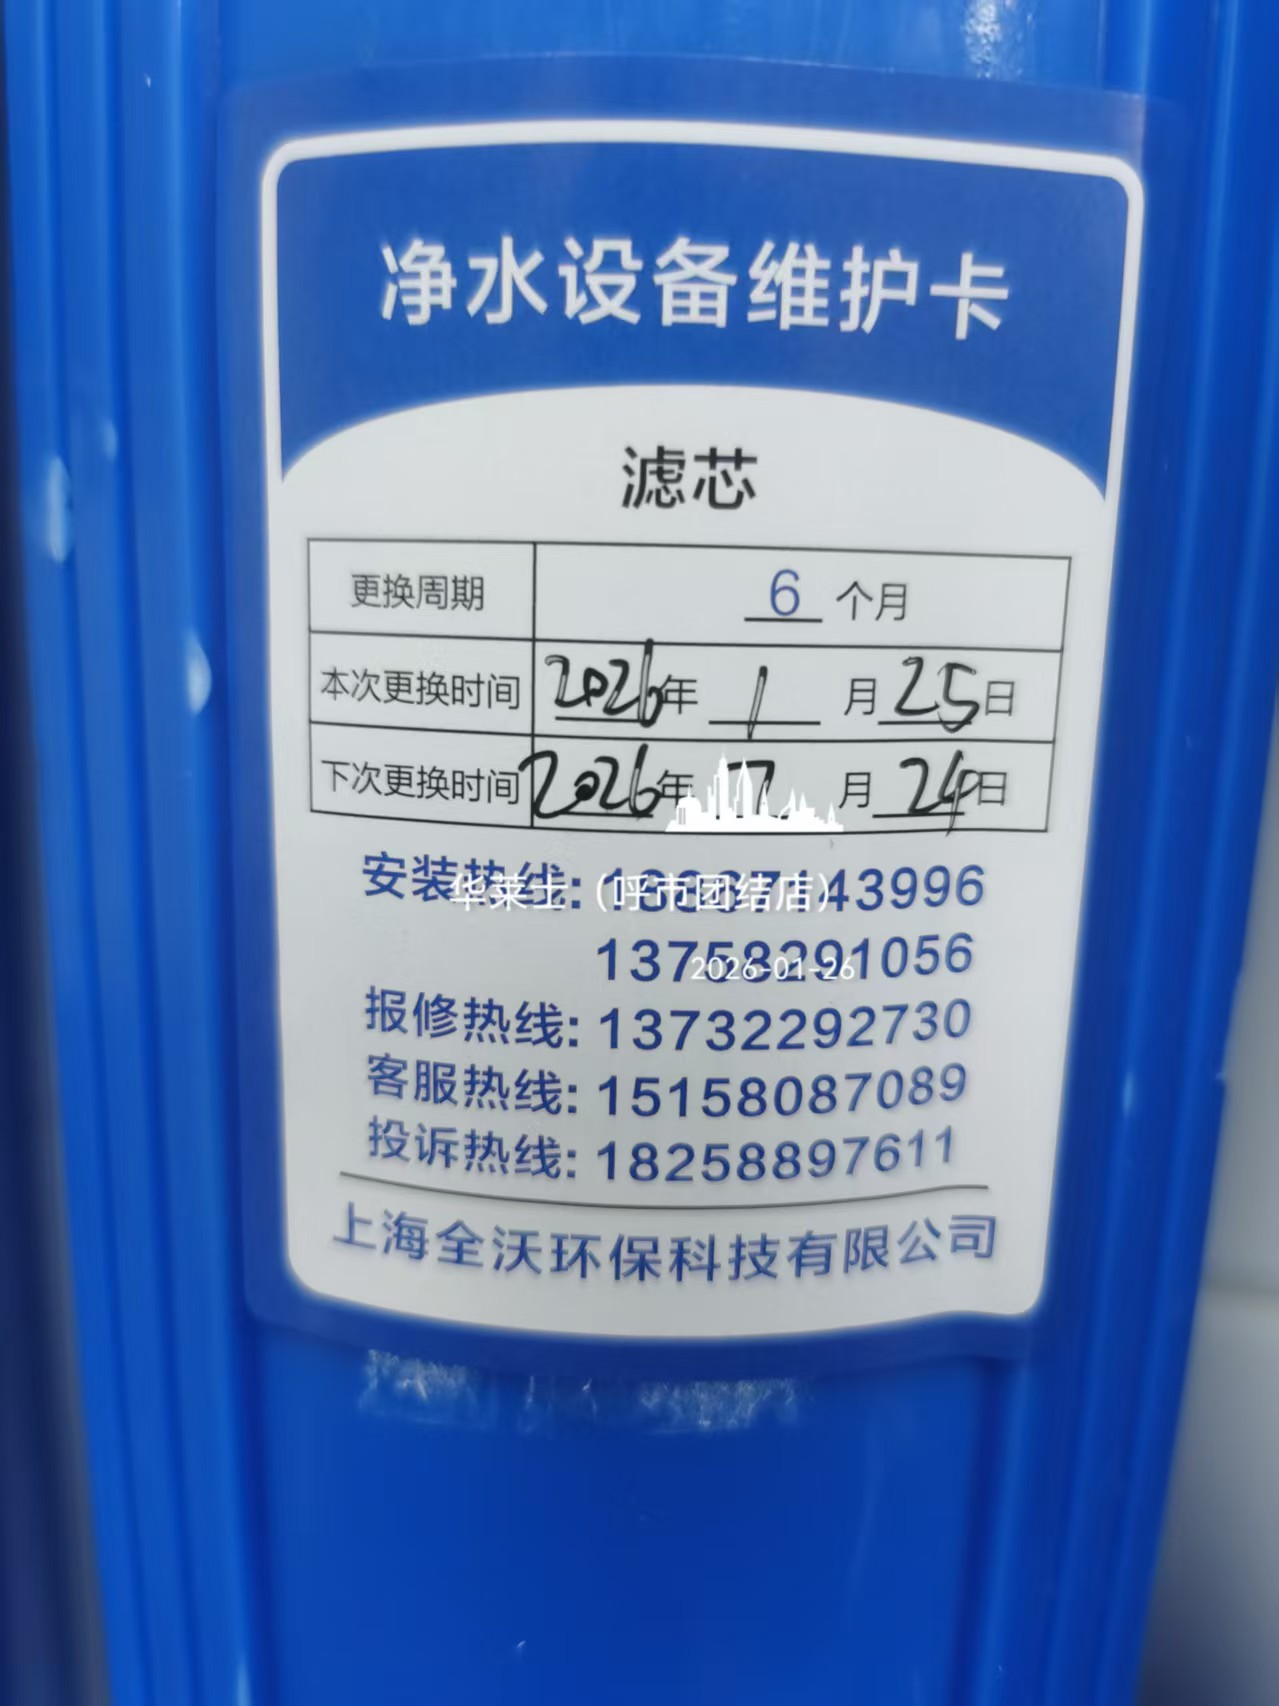 净水设备维护卡
滤芯
更换周期 6 个月
本次更换时间 2026年 1 月 25日
下次更换时间 2026年 7 月 24日
安装热线:
华莱士（呼市团结店）
2026-01-26
报修热线: 13732292730
客服热线: 15158087089
投诉热线: 18258897611
上海全沃环保科技有限公司